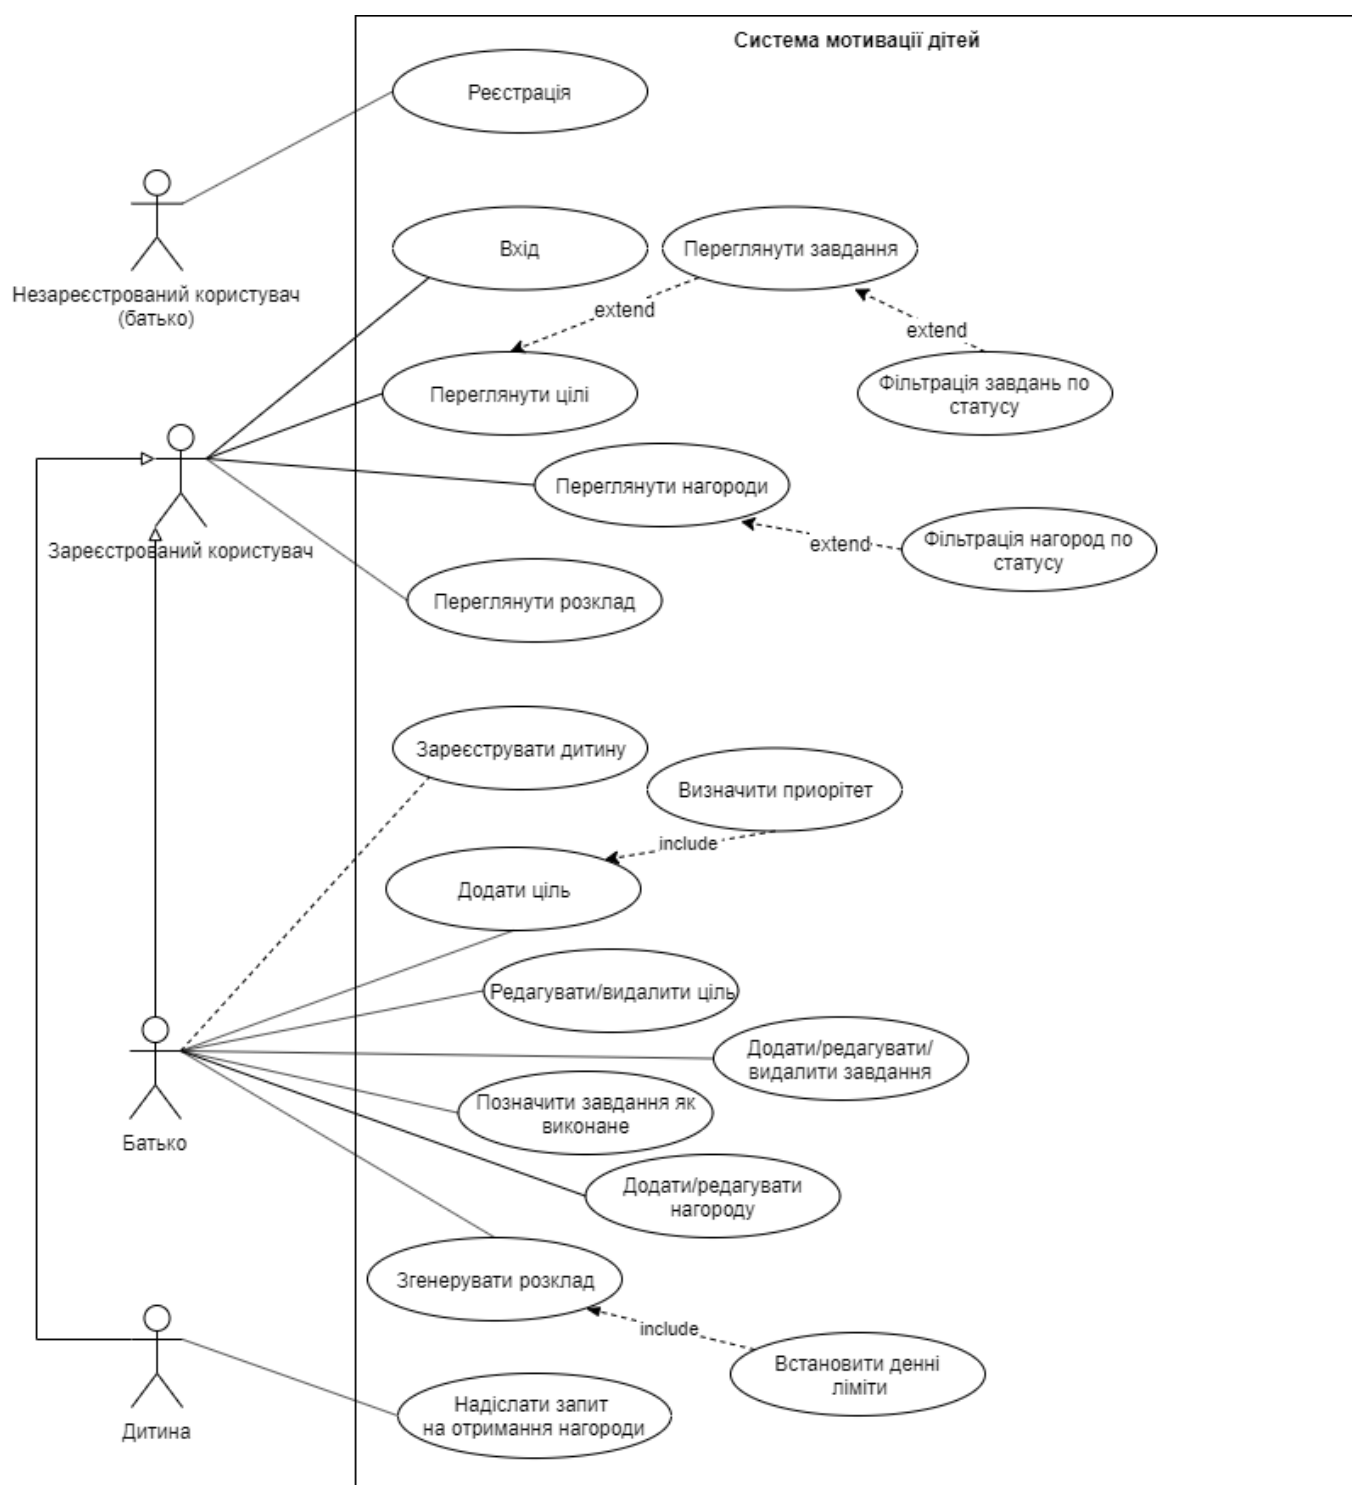 Система мотивації дітей
Реєстрація
Незареєстрований користувач
(батько)
Вхід
Переглянути завдання
extend
extend
Переглянути цілі
Фільтрація завдань по
статусу
Зареєстрований користувач
Переглянути нагороди
extend
Фільтрація нагород по
статусу
Переглянути розклад
Зареєструвати дитину
Визначити приорітет
include
Додати ціль
Редагувати/видалити ціль
Додати/редагувати/
видалити завдання
Позначити завдання як
виконане
Батько
Додати/редагувати
нагороду
Згенерувати розклад
include
Встановити денні
ліміти
Надіслати запит
на отримання нагороди
Дитина